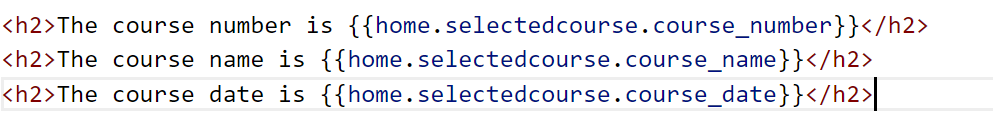 <h2>The course number is {{home.selectedcourse.course_number}}</h2>
<h2>The course name is {{home.selectedcourse.course_name}}</h2>
<h2>The course date is {{home.selectedcourse.course_date}}</h2>